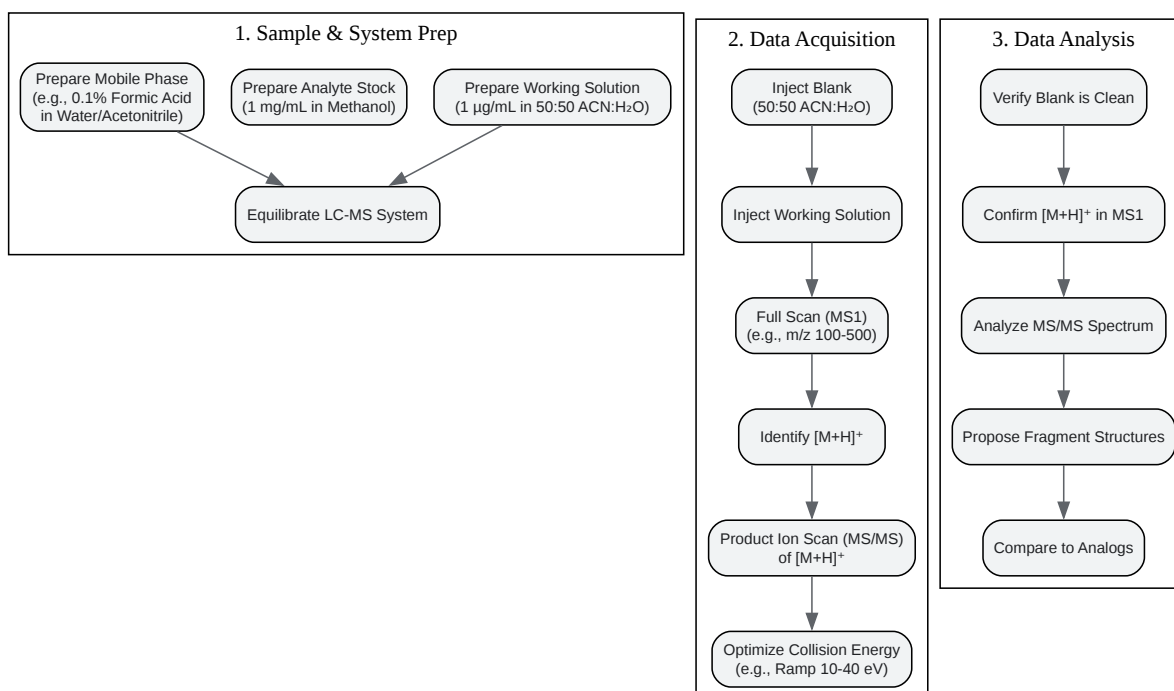 1. Sample & System Prep
Prepare Mobile Phase
(e.g., 0.1% Formic Acid
in Water/Acetonitrile)
Prepare Analyte Stock
(1 mg/mL in Methanol)
Prepare Working Solution
(1 µg/mL in 50:50 ACN:H₂O)
Equilibrate LC-MS System
2. Data Acquisition
Inject Blank
(50:50 ACN:H₂O)
Inject Working Solution
Full Scan (MS1)
(e.g., m/z 100-500)
Identify [M+H]⁺
Product Ion Scan (MS/MS)
of [M+H]⁺
Optimize Collision Energy
(e.g., Ramp 10-40 eV)
3. Data Analysis
Verify Blank is Clean
Confirm [M+H]⁺ in MS1
Analyze MS/MS Spectrum
Propose Fragment Structures
Compare to Analogs